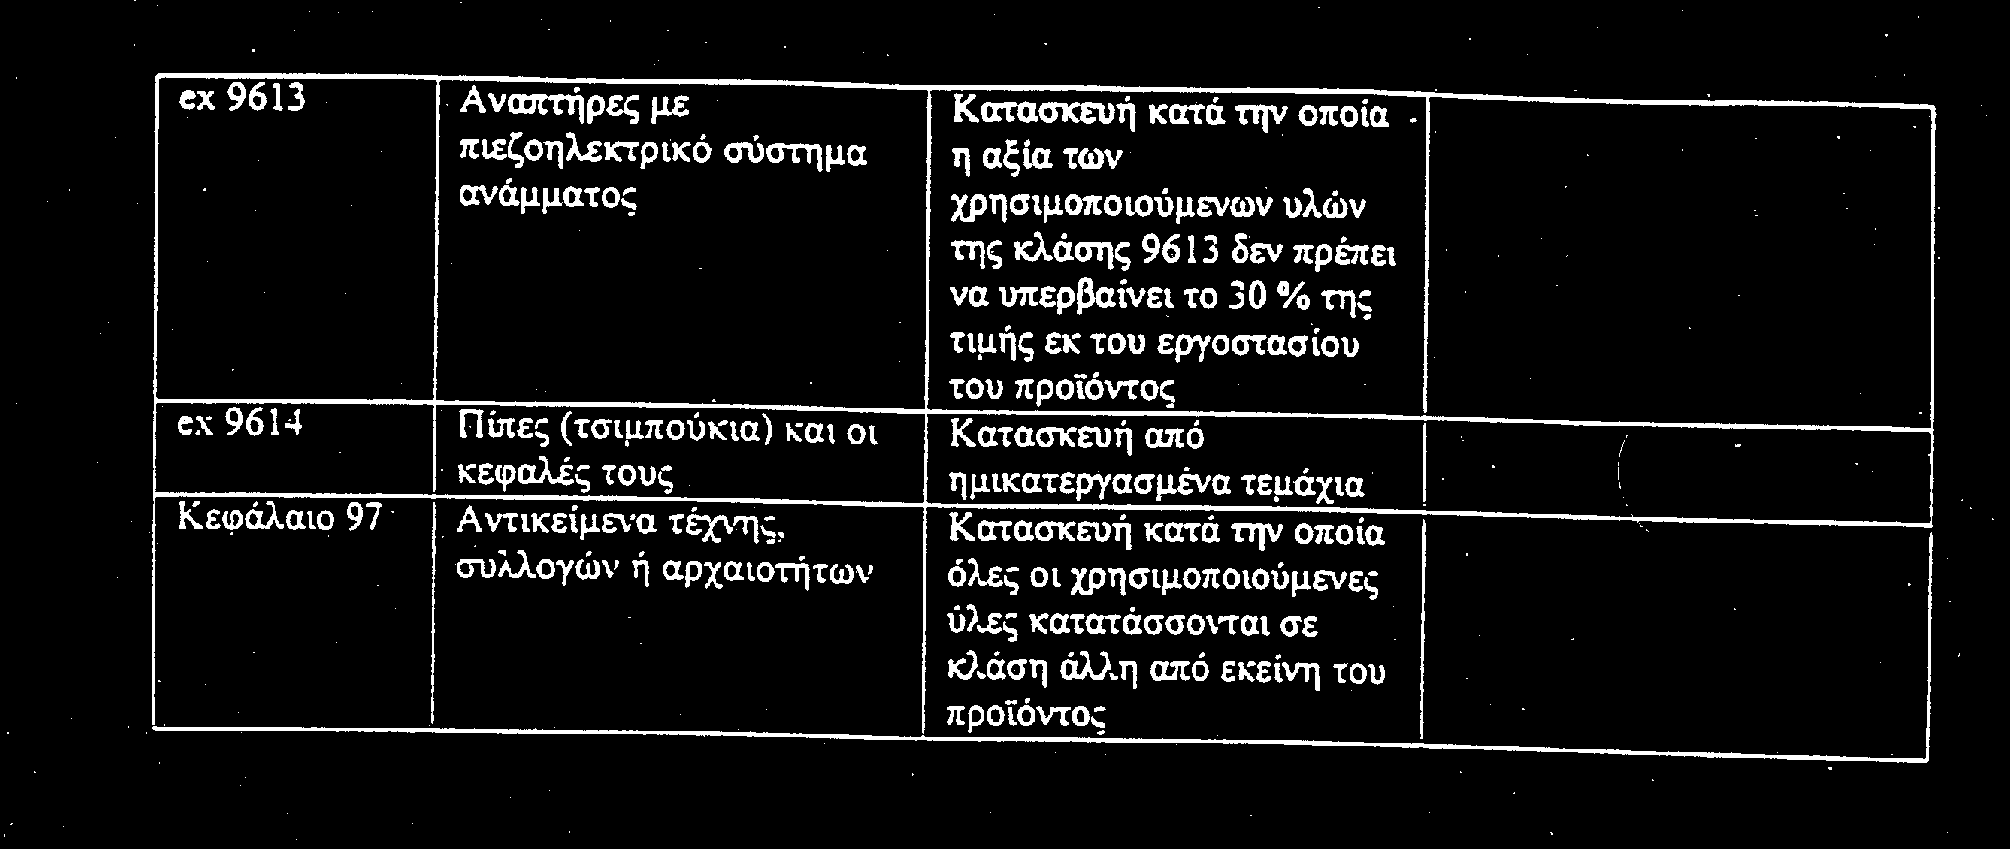 ex 9613
Αναπτήρες με
πιεζοηλεκτρικό σύστημα
ανάμματος
Κατασκευή κατά την οποία
η αξία των
χρησιμοποιούμενων υλών
της κλάσης 9613 δεν πρέπει
να υπερβαίνει το 30 % της
τιμής εκ του εργοστασίου
του προϊόντος
ex 9614
Πίπες (τσιμπούκια) και οι
κεφαλές τους
Κατασκευή από
ημικατεργασμένα τεμάχια
Κεφάλαιο 97
Αντικείμενα τέχνης,
συλλογών ή αρχαιοτήτων
Κατασκευή κατά την οποία
όλες οι χρησιμοποιούμενες
ύλες κατατάσσονται σε
κλάση άλλη από εκείνη του
προϊόντος